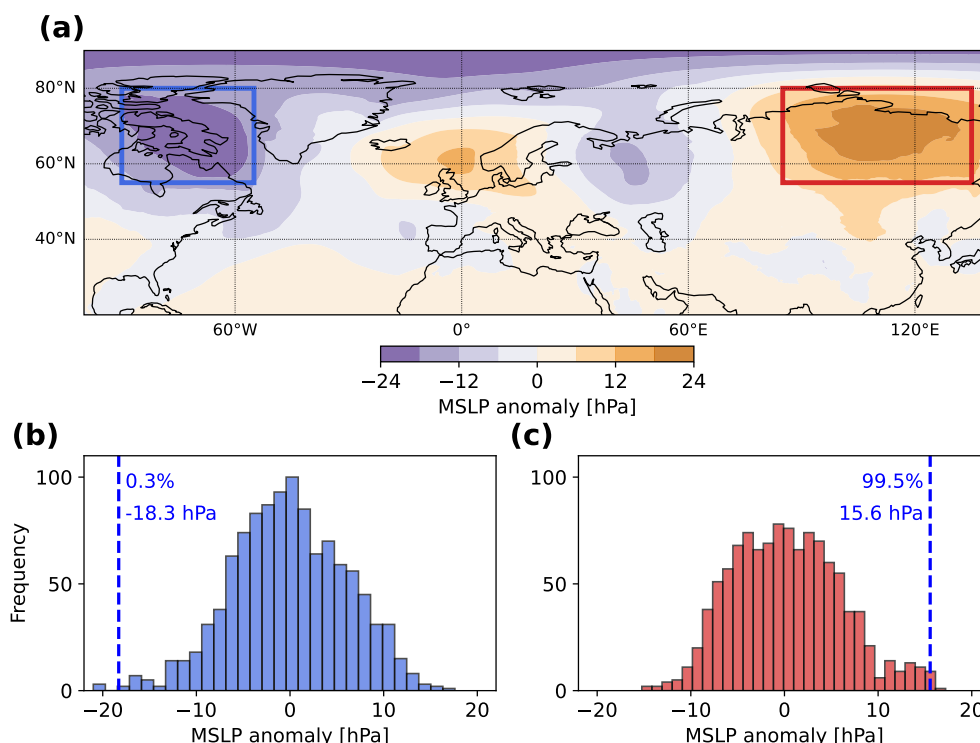 (a)
80°N
60°N
40°N
60°W 0° 60°E 120°E
−24 −12 0 12 24
MSLP anomaly [hPa]
(b)
0.3%
-18.3 hPa
100
50
0
Frequency
−20 −10 0 10 20
MSLP anomaly [hPa]
(c)
99.5%
15.6 hPa
100
50
0
−20 −10 0 10 20
MSLP anomaly [hPa]